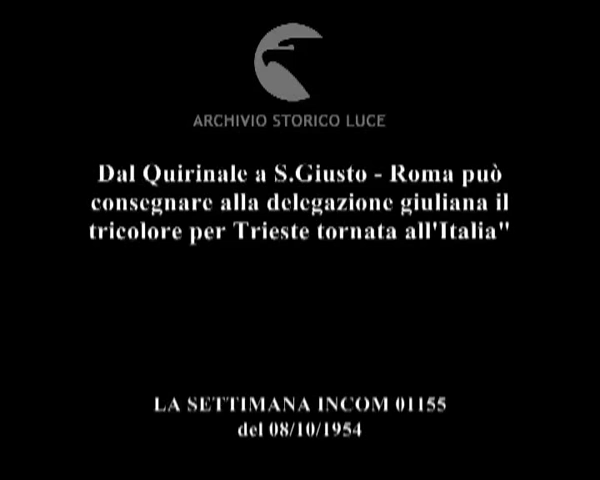 ARCHIVIO STORICO LUCE
Dal Quirinale a S.Giusto - Roma può
consegnare alla delegazione giuliana il
tricolore per Trieste tornata all'Italia"
LA SETTIMANA INCOM 01155
del 08/10/1954